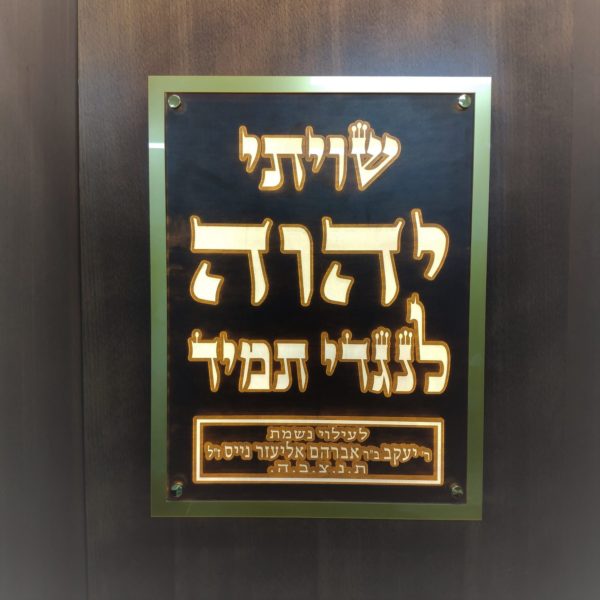 שויתי
יהוה
לנגדי תמיד
לעילוי נשמת
ר' יעקב ב"ר אברהם אליעזר נייס ז"ל
ת.נ.צ.ב.ה.